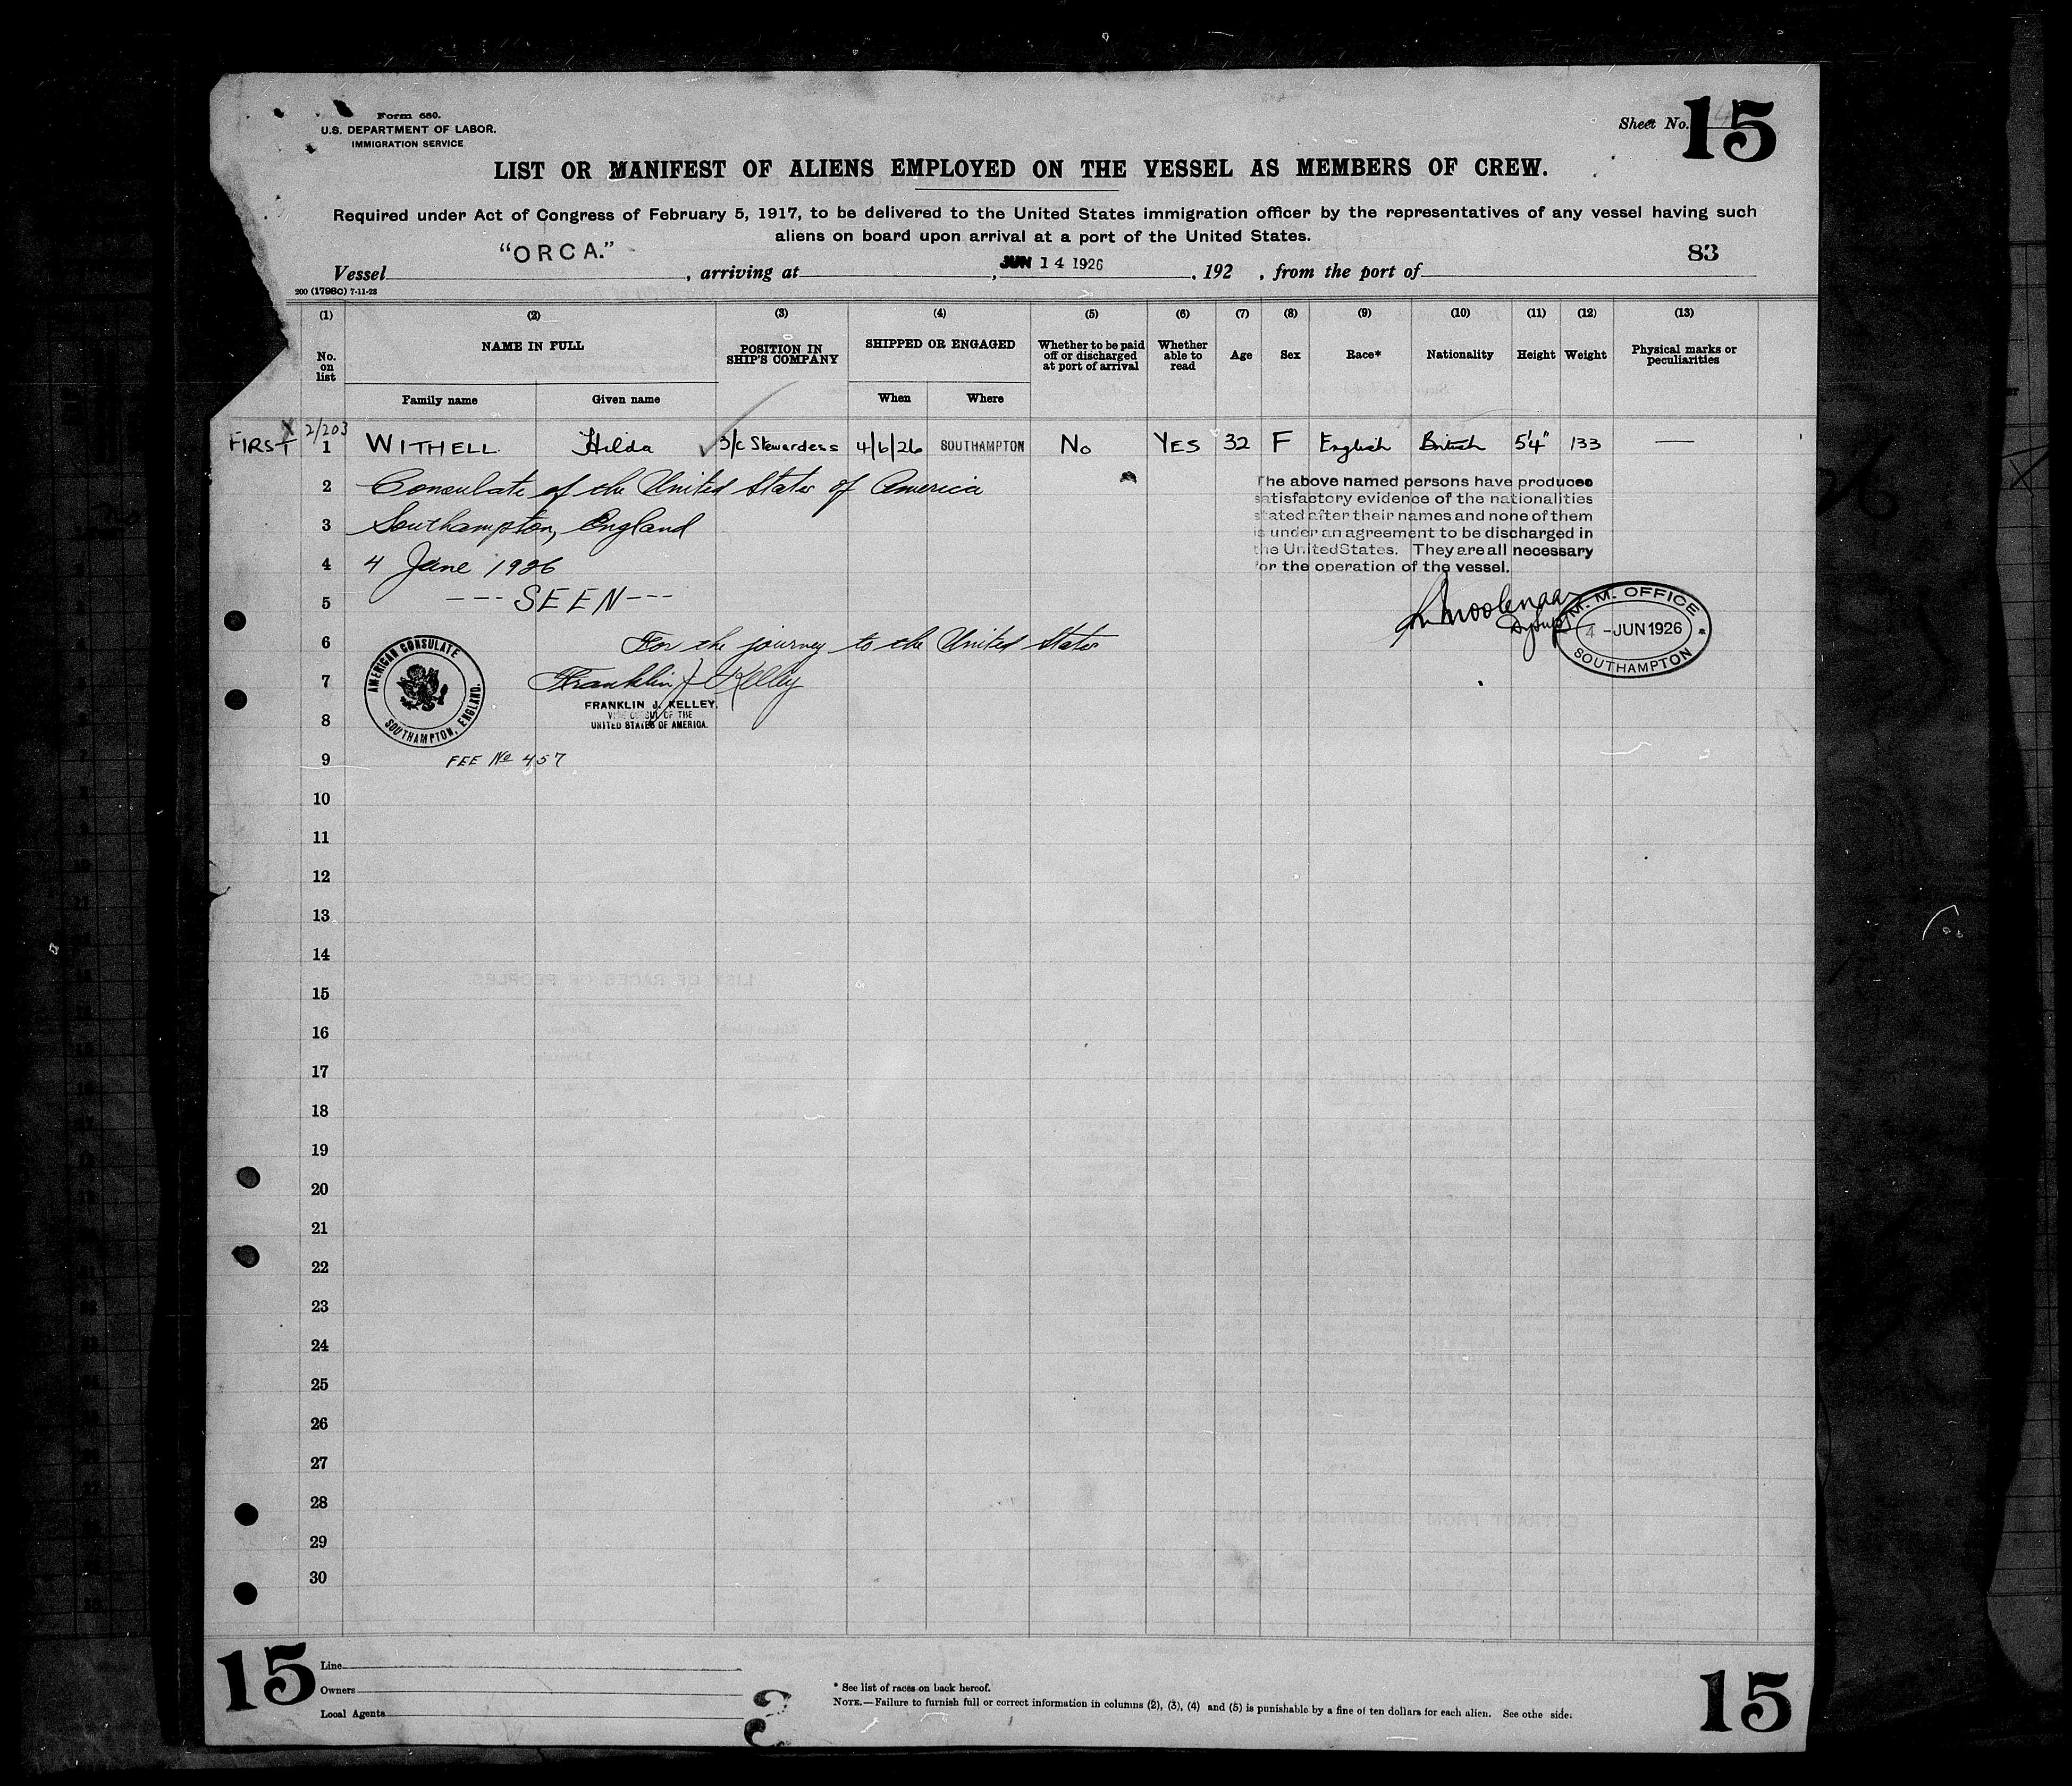 Form 680.
U.S. DEPARTMENT OF LABOR.
IMMIGRATION SERVICE
Sheet No. 15
LIST OR MANIFEST OF ALIENS EMPLOYED ON THE VESSEL AS MEMBERS OF CREW.
Required under Act of Congress of February 5, 1917, to be delivered to the United States immigration officer by the representatives of any vessel having such
aliens on board upon arrival at a port of the United States.
83
Vessel "ORCA." , arriving at , JUN 14 1926 , 192 , from the port of
200 (1796C) 7-11-23
(1) (2) (3) (4) (5) (6) (7) (8) (9) (10) (11) (12) (13)
No. on list NAME IN FULL POSITION IN SHIP'S COMPANY SHIPPED OR ENGAGED Whether to be paid off or discharged at port of arrival Whether able to read Age Sex Race* Nationality Height Weight Physical marks or peculiarities
Family name Given name When Where
X 2/203
FIRST 1 WITHELL Hilda ✓ 3/c Stewardess 4/6/26 SOUTHAMPTON No YES 32 F English British 5'4" 133 —
2 Consulate of the United States of America
3 Southampton, England
4 4 June 1926
5 --- SEEN ---
The above named persons have produced
satisfactory evidence of the nationalities
stated after their names and none of them
is under an agreement to be discharged in
the United States. They are all necessary
for the operation of the vessel.
M. M. OFFICE
4 -JUN 1926 *
SOUTHAMPTON
6 For the journey to the United States
AMERICAN CONSULATE
SOUTHAMPTON, ENGLAND.
7 Franklin J Kelley
FRANKLIN J. KELLEY,
8 VICE CONSUL OF THE
UNITED STATES OF AMERICA.
9 FEE No 457
10
11
12
13
14
15
16
17
18
19
20
21
22
23
24
25
26
27
28
29
30
15
Line
Owners
Local Agents
3
* See list of races on back hereof.
NOTE.—Failure to furnish full or correct information in columns (2), (3), (4) and (5) is punishable by a fine of ten dollars for each alien. See othe side.
15